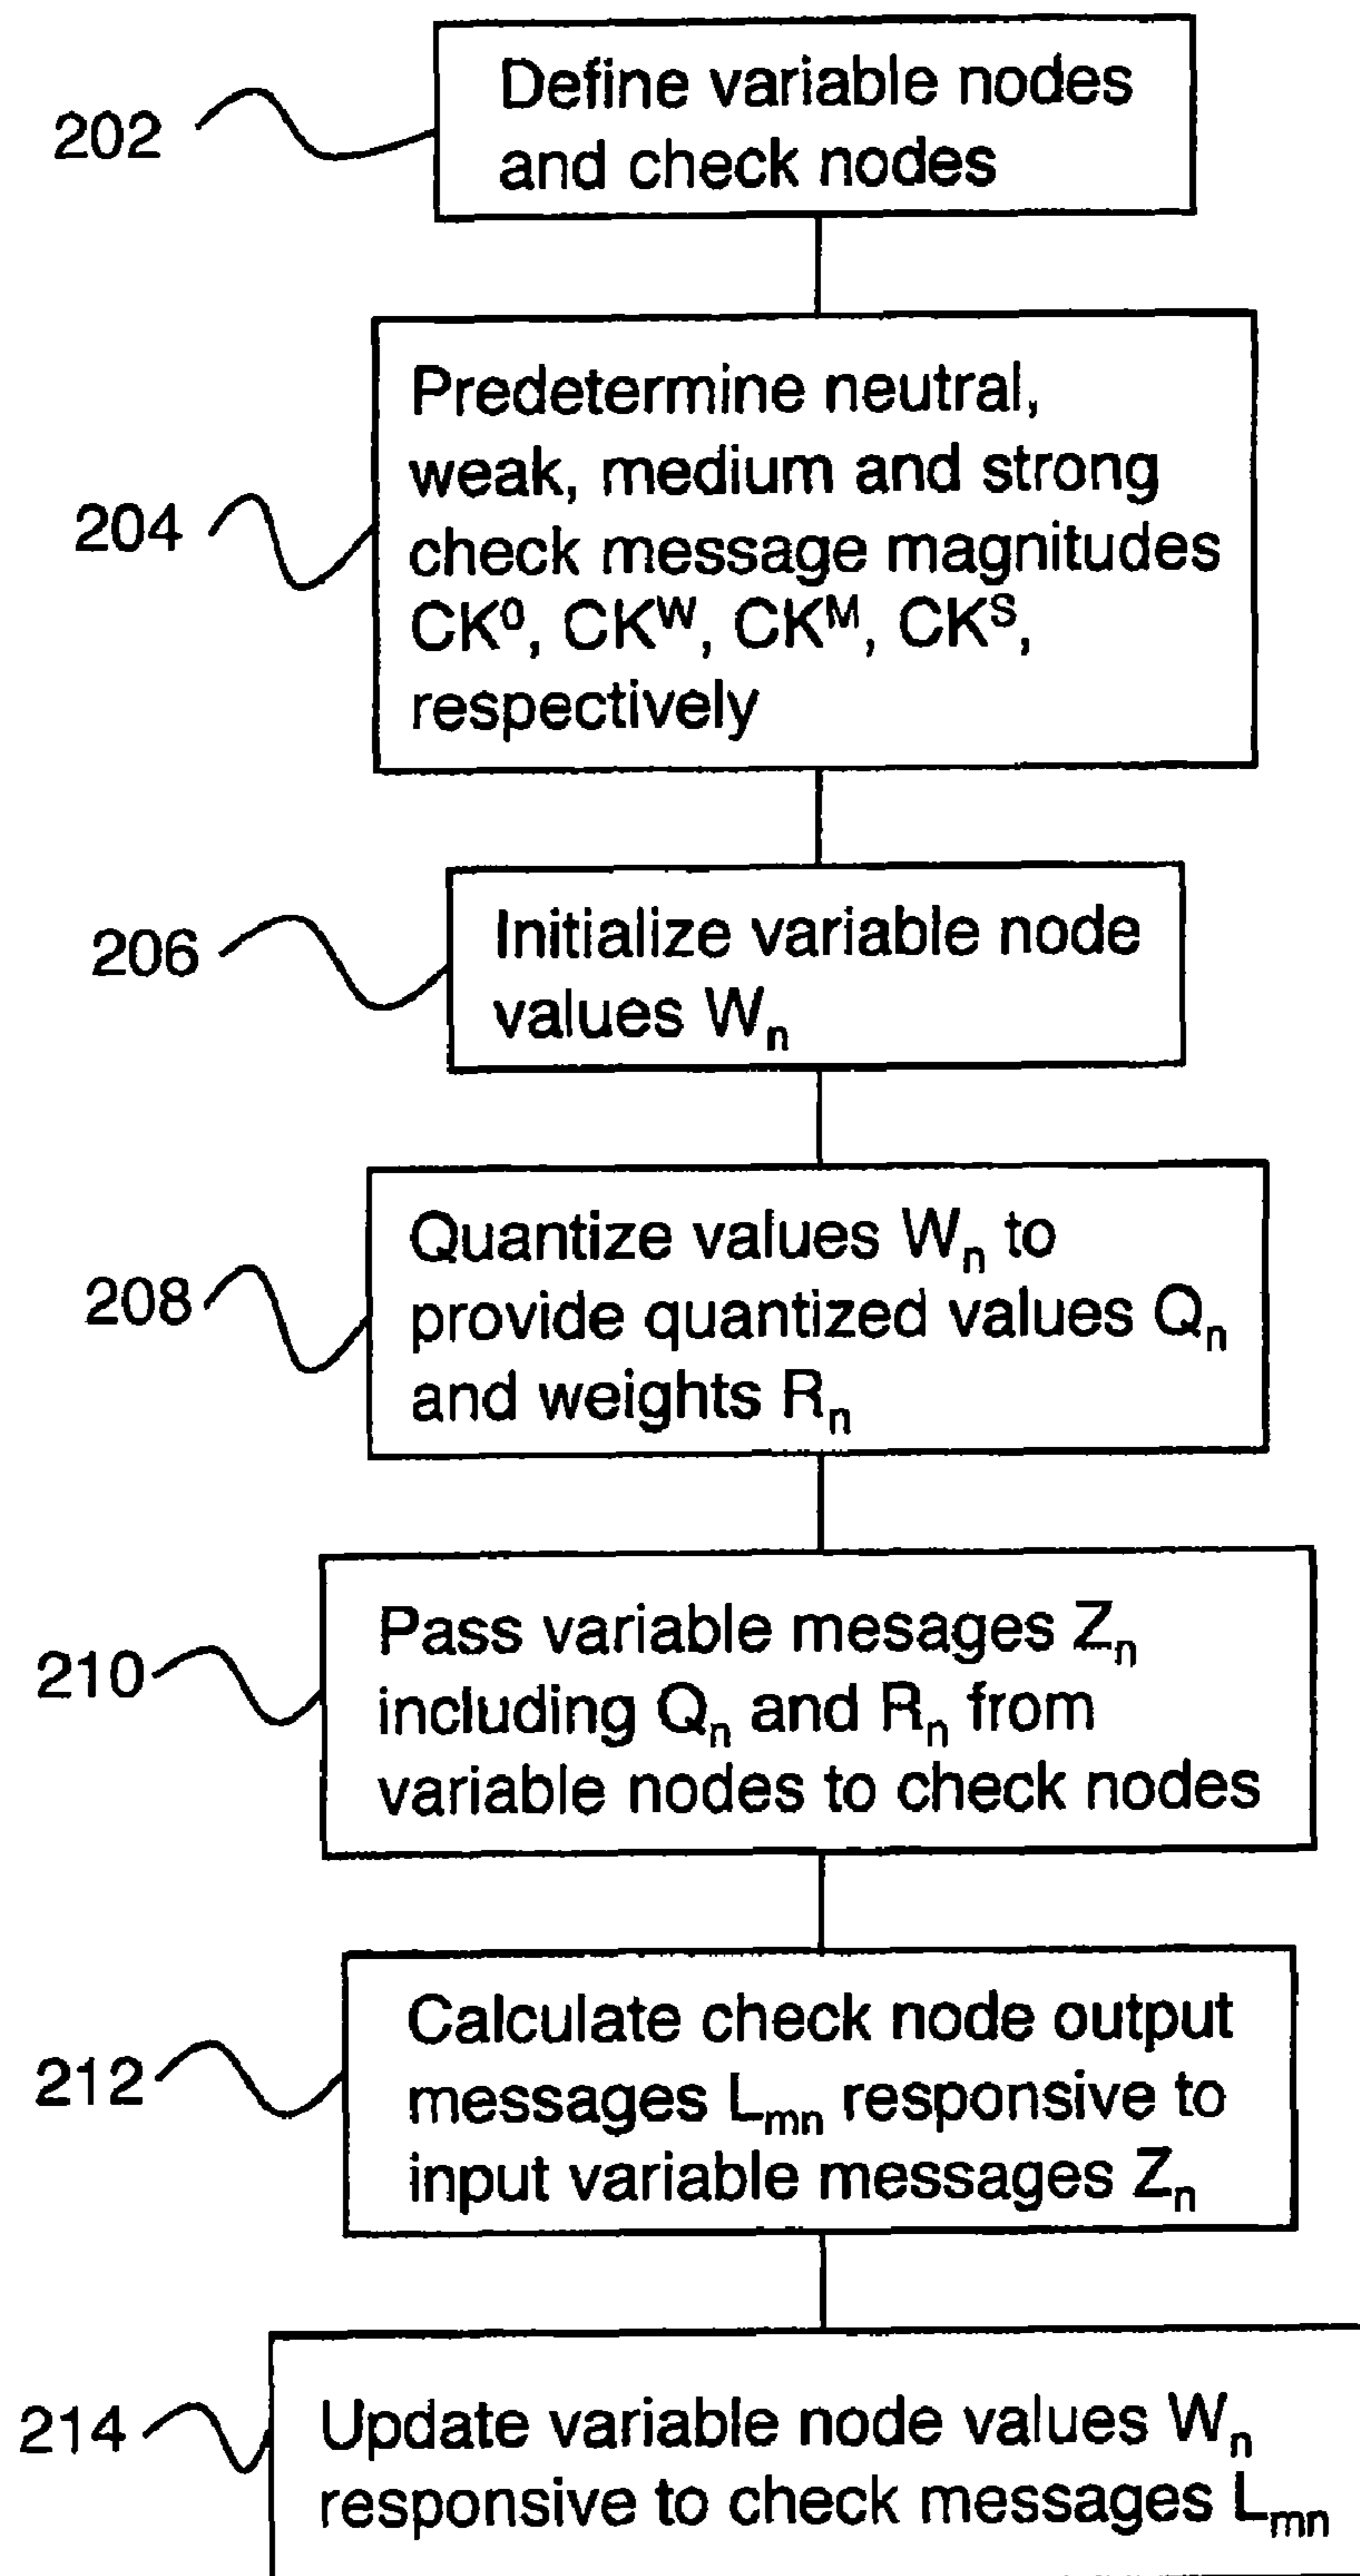 202
Define variable nodes
and check nodes
204
Predetermine neutral,
weak, medium and strong
check message magnitudes
CK⁰, CKᵂ, CKᴹ, CKˢ,
respectively
206
Initialize variable node
values Wₙ
208
Quantize values Wₙ to
provide quantized values Qₙ
and weights Rₙ
210
Pass variable mesages Zₙ
including Qₙ and Rₙ from
variable nodes to check nodes
212
Calculate check node output
messages Lₘₙ responsive to
input variable messages Zₙ
214
Update variable node values Wₙ
responsive to check messages Lₘₙ